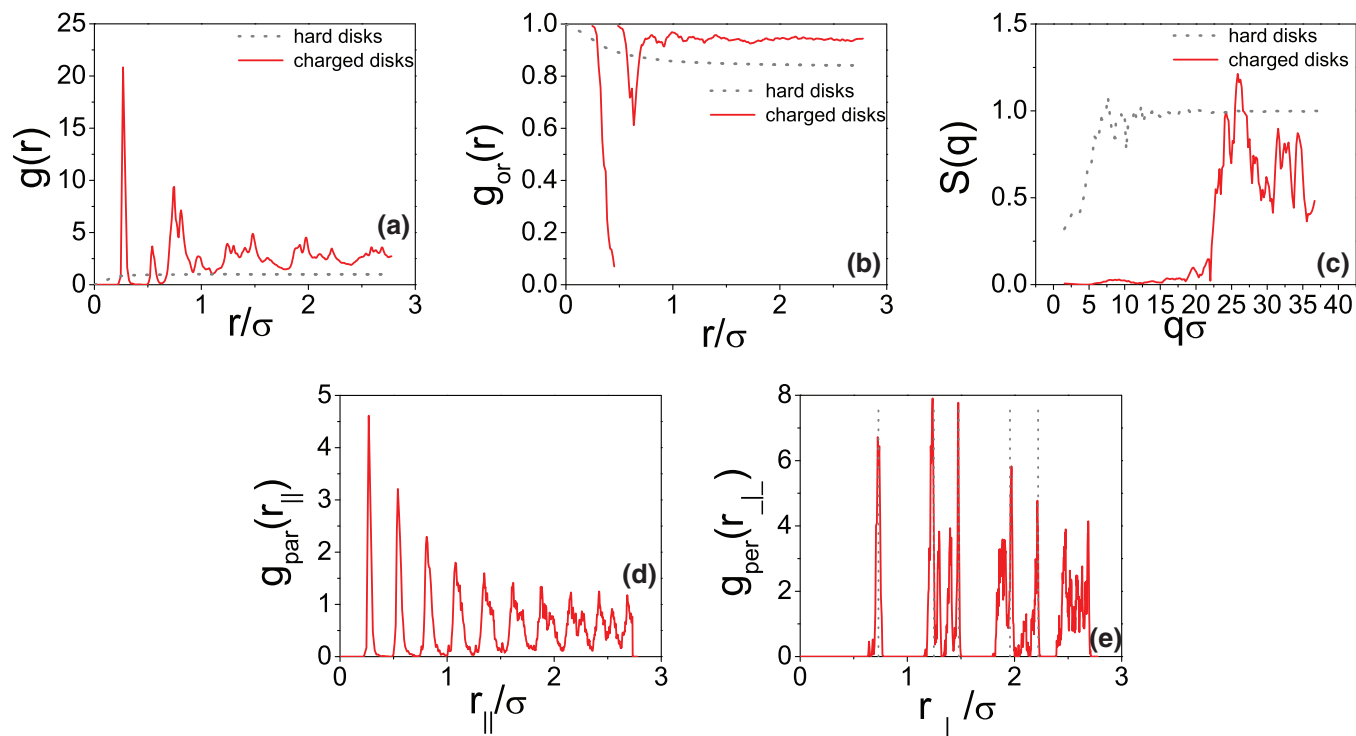 25
20
15
10
5
0
g(r)
hard disks
charged disks
(a)
0
1
2
3
r/σ
1.0
0.8
0.6
0.4
0.2
0.0
g_or(r)
hard disks
charged disks
(b)
0
1
2
3
r/σ
1.5
1.0
0.5
0.0
S(q)
hard disks
charged disks
(c)
0 5 10 15 20 25 30 35 40
qσ
5
4
3
2
1
0
g_par(r_||)
(d)
0
1
2
3
r_||/σ
8
6
4
2
0
g_per(r_⊥)
(e)
0
1
2
3
r_⊥/σ